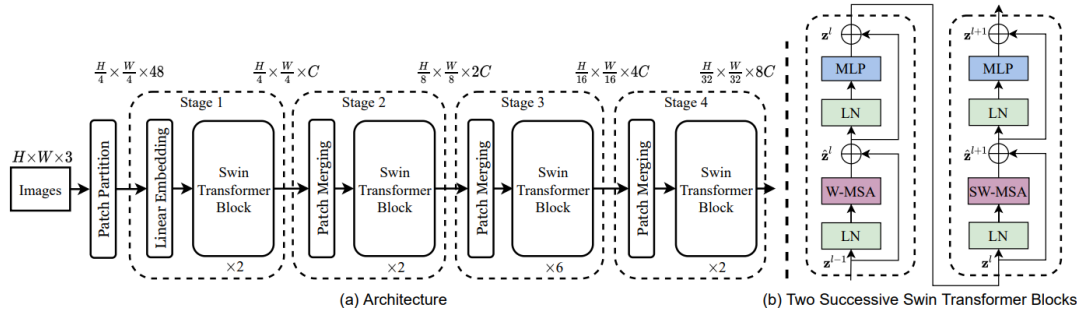 H/4 × W/4 × 48
H/4 × W/4 × C
H/8 × W/8 × 2C
H/16 × W/16 × 4C
H/32 × W/32 × 8C
Stage 1
Stage 2
Stage 3
Stage 4
H×W×3
Images
Patch Partition
Linear Embedding
Swin
Transformer
Block
×2
Patch Merging
Swin
Transformer
Block
×2
Patch Merging
Swin
Transformer
Block
×6
Patch Merging
Swin
Transformer
Block
×2
(a) Architecture
z^l
MLP
LN
ẑ^l
W-MSA
LN
z^{l-1}
z^{l+1}
MLP
LN
ẑ^{l+1}
SW-MSA
LN
z^l
(b) Two Successive Swin Transformer Blocks